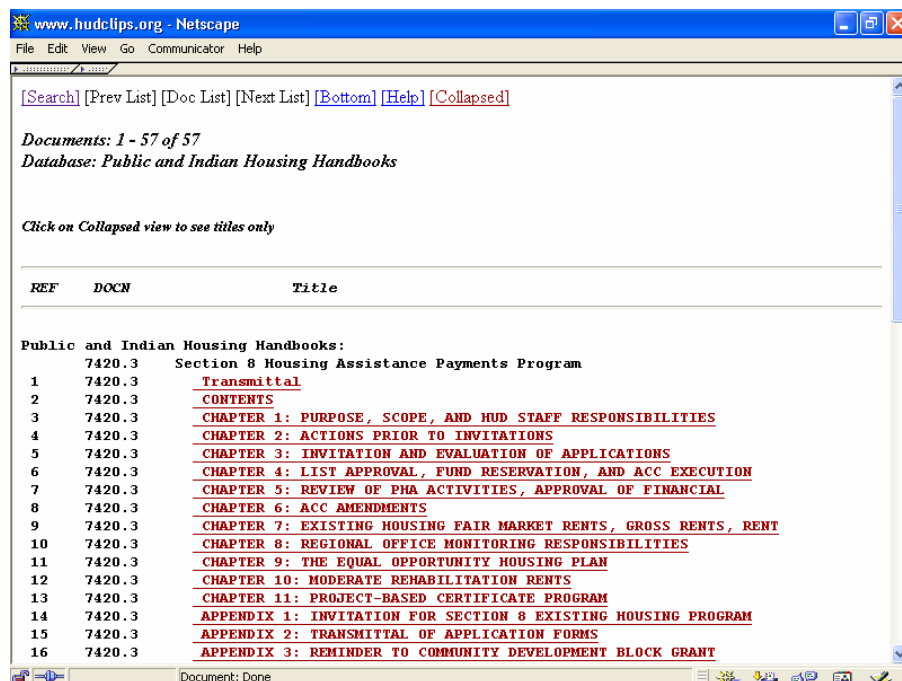 www.hudclips.org - Netscape
File Edit View Go Communicator Help
[Search] [Prev List] [Doc List] [Next List] [Bottom] [Help] [Collapsed]
Documents: 1 - 57 of 57
Database: Public and Indian Housing Handbooks
Click on Collapsed view to see titles only
REF DOCN Title
Public and Indian Housing Handbooks:
7420.3 Section 8 Housing Assistance Payments Program
1 7420.3 Transmittal
2 7420.3 CONTENTS
3 7420.3 CHAPTER 1: PURPOSE, SCOPE, AND HUD STAFF RESPONSIBILITIES
4 7420.3 CHAPTER 2: ACTIONS PRIOR TO INVITATIONS
5 7420.3 CHAPTER 3: INVITATION AND EVALUATION OF APPLICATIONS
6 7420.3 CHAPTER 4: LIST APPROVAL, FUND RESERVATION, AND ACC EXECUTION
7 7420.3 CHAPTER 5: REVIEW OF PHA ACTIVITIES, APPROVAL OF FINANCIAL
8 7420.3 CHAPTER 6: ACC AMENDMENTS
9 7420.3 CHAPTER 7: EXISTING HOUSING FAIR MARKET RENTS, GROSS RENTS, RENT
10 7420.3 CHAPTER 8: REGIONAL OFFICE MONITORING RESPONSIBILITIES
11 7420.3 CHAPTER 9: THE EQUAL OPPORTUNITY HOUSING PLAN
12 7420.3 CHAPTER 10: MODERATE REHABILITATION RENTS
13 7420.3 CHAPTER 11: PROJECT-BASED CERTIFICATE PROGRAM
14 7420.3 APPENDIX 1: INVITATION FOR SECTION 8 EXISTING HOUSING PROGRAM
15 7420.3 APPENDIX 2: TRANSMITTAL OF APPLICATION FORMS
16 7420.3 APPENDIX 3: REMINDER TO COMMUNITY DEVELOPMENT BLOCK GRANT
Document: Done